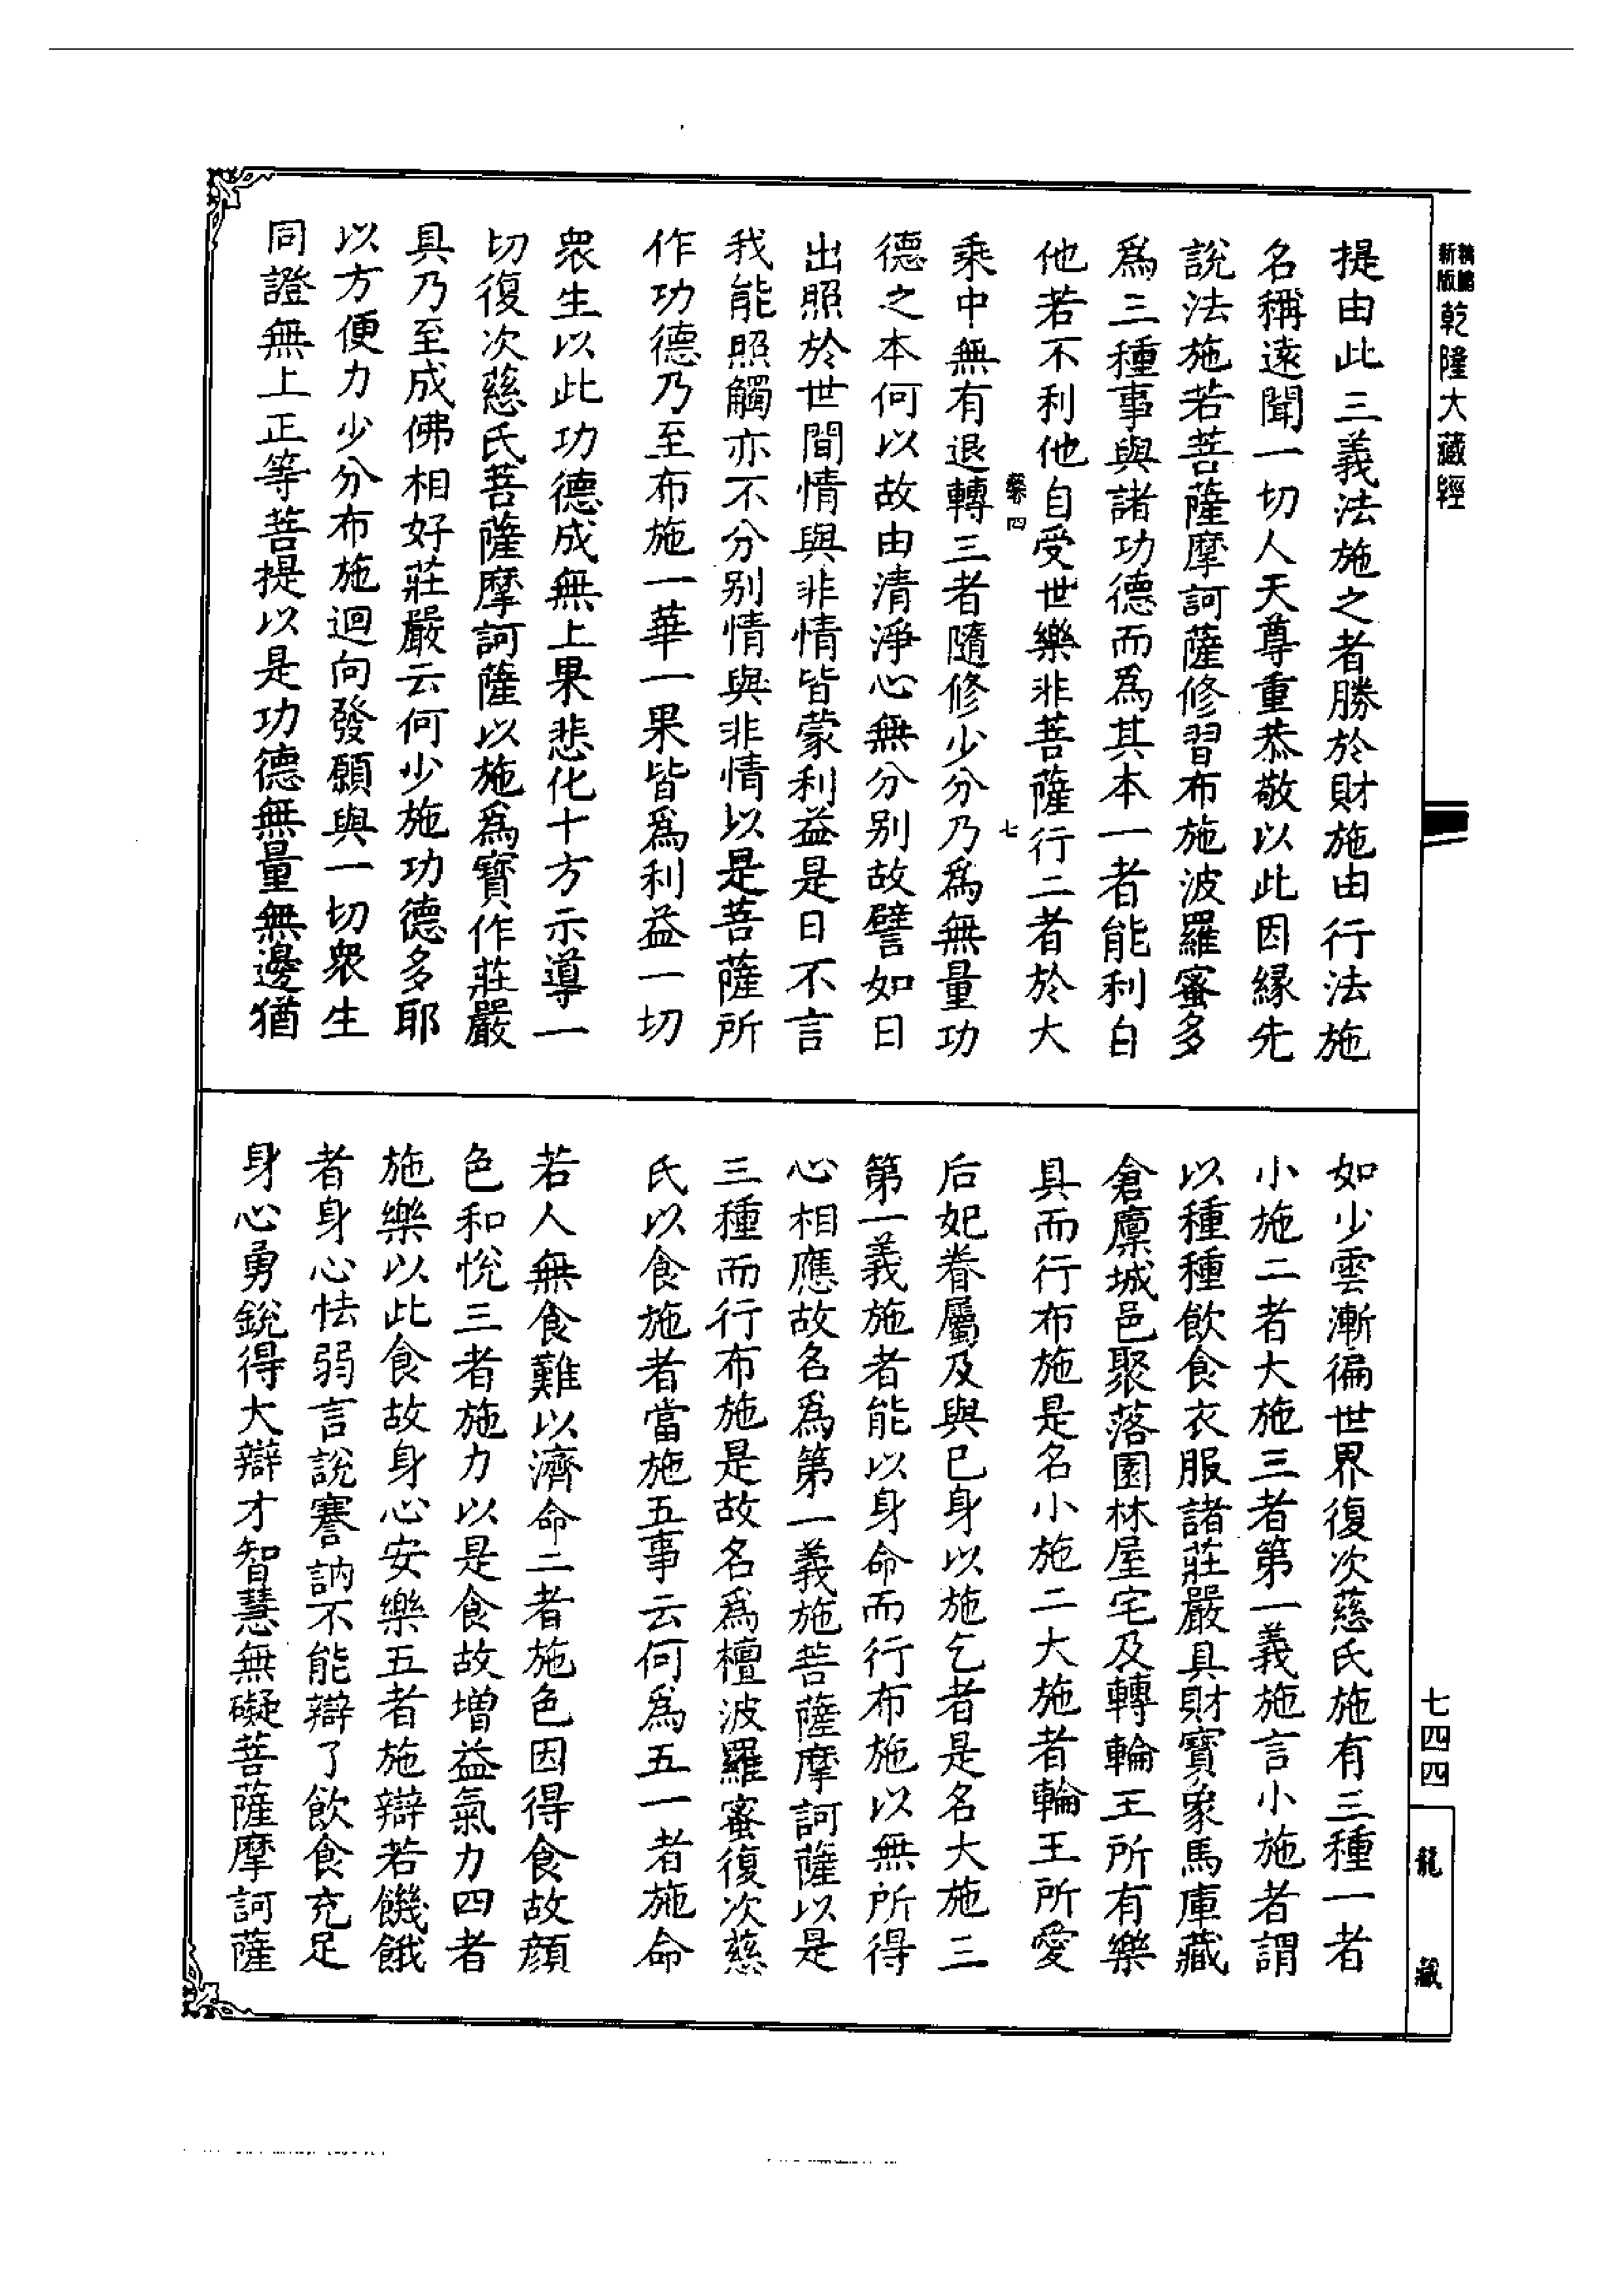 新版
乾隆大藏經
提由此三義法施之者勝於財施由行法施
名稱遠聞一切人天尊重恭敬以此因緣先
說法施若菩薩摩訶薩修習布施波羅蜜多
爲三種事與諸功德而爲其本一者能利自
他若不利他自受世樂非菩薩行二者於大
四 七
乘中無有退轉三者隨修少分乃爲無量功
德之本何以故由清淨心無分别故譬如日
出照於世間情與非情皆蒙利益是日不言
我能照觸亦不分别情與非情以是菩薩所
作功德乃至布施一華一果皆爲利益一切
衆生以此功德成無上果悲化十方示導一
切復次慈氏菩薩摩訶薩以施爲寶作莊嚴
具乃至成佛相好莊嚴云何少施功德多耶
以方便力少分布施迴向發願與一切衆生
同證無上正等菩提以是功德無量無邊猶
如少雲漸徧世界復次慈氏施有三種一者
小施二者大施三者第一義施言小施者謂
以種種飲食衣服諸莊嚴具財寶象馬庫藏
倉廩城邑聚落園林屋宅及轉輪王所有樂
具而行布施是名小施二大施者輪王所愛
后妃眷屬及與己身以施乞者是名大施三
第一義施者能以身命而行布施以無所得
心相應故名爲第一義施菩薩摩訶薩以是
三種而行布施是故名爲檀波羅蜜復次慈
氏以食施者當施五事云何爲五一者施命
若人無食難以濟命二者施色因得食故顔
色和悅三者施力以是食故增益氣力四者
施樂以此食故身心安樂五者施辯若饑餓
者身心怯弱言說謇訥不能辯了飲食充足
身心勇銳得大辯才智慧無礙菩薩摩訶薩
七四四
龍藏